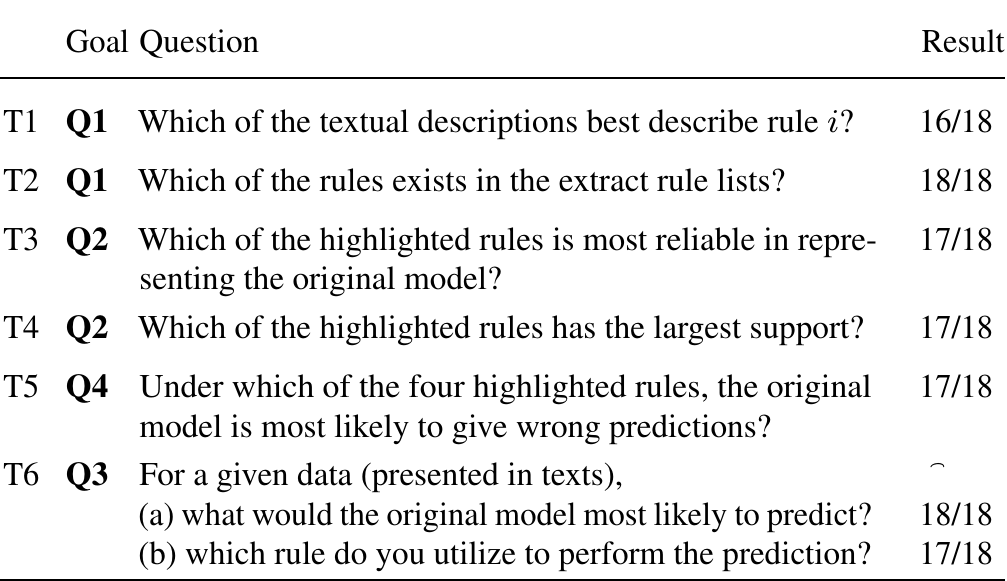 Goal Question Result
T1 Q1 Which of the textual descriptions best describe rule i? 16/18
T2 Q1 Which of the rules exists in the extract rule lists? 18/18
T3 Q2 Which of the highlighted rules is most reliable in repre- 17/18
senting the original model?
T4 Q2 Which of the highlighted rules has the largest support? 17/18
T5 Q4 Under which of the four highlighted rules, the original 17/18
model is most likely to give wrong predictions?
T6 Q3 For a given data (presented in texts),
(a) what would the original model most likely to predict? 18/18
(b) which rule do you utilize to perform the prediction? 17/18